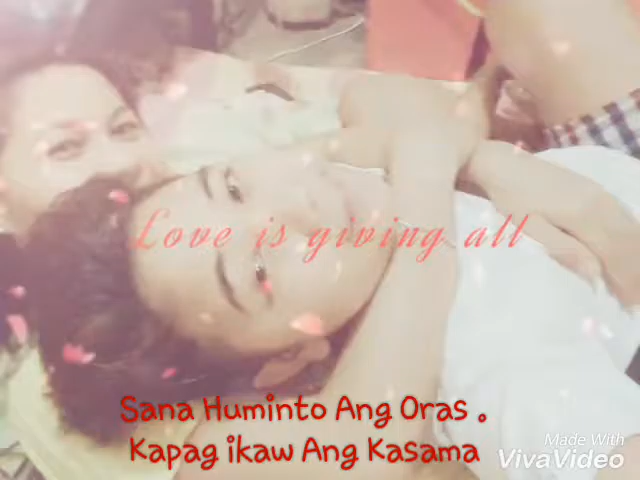 Love is giving all
Sana Huminto Ang Oras .
Kapag ikaw Ang Kasama
Made With
VivaVideo